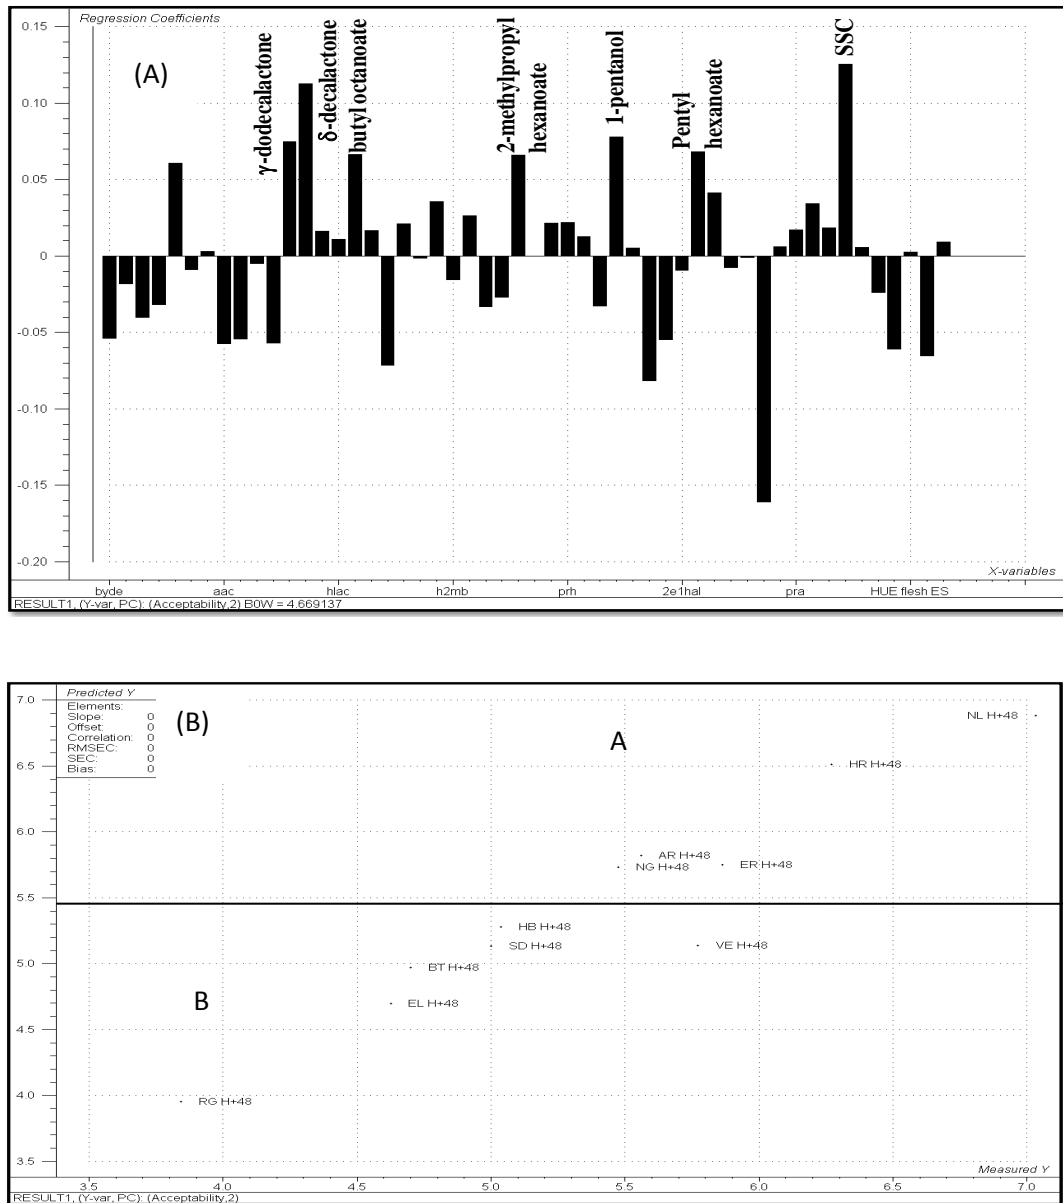 Regression Coefficients
0.15
0.10
0.05
0
-0.05
-0.10
-0.15
-0.20
(A)
γ-dodecalactone
δ-decalactone
butyl octanoate
2-methylpropyl
hexanoate
1-pentanol
Pentyl
hexanoate
SSC
X-variables
byde aac hlac h2mb prh 2e1hal pra HUE flesh ES
RESULT1, (Y-var, PC): (Acceptability,2) B0W = 4.669137
Predicted Y
Elements:
Slope: 0
Offset: 0
Correlation: 0
RMSEC: 0
SEC: 0
Bias: 0
(B)
7.0
6.5
6.0
5.5
5.0
4.5
4.0
3.5
A
NL H+48
HR H+48
AR H+48
NG H+48
ER H+48
HB H+48
SD H+48
VE H+48
BT H+48
EL H+48
B
RG H+48
Measured Y
3.5 4.0 4.5 5.0 5.5 6.0 6.5 7.0
RESULT1, (Y-var, PC): (Acceptability,2)